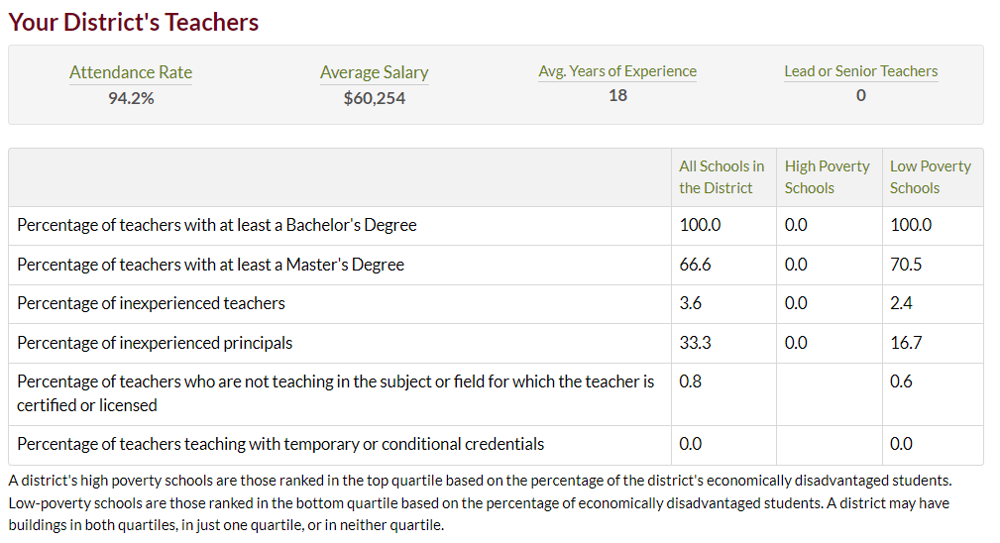 Your District's Teachers
Attendance Rate Average Salary Avg. Years of Experience Lead or Senior Teachers
94.2% $60,254 18 0
All Schools in the District High Poverty Schools Low Poverty Schools
Percentage of teachers with at least a Bachelor's Degree 100.0 0.0 100.0
Percentage of teachers with at least a Master's Degree 66.6 0.0 70.5
Percentage of inexperienced teachers 3.6 0.0 2.4
Percentage of inexperienced principals 33.3 0.0 16.7
Percentage of teachers who are not teaching in the subject or field for which the teacher is 0.8 0.6
certified or licensed
Percentage of teachers teaching with temporary or conditional credentials 0.0 0.0
A district's high poverty schools are those ranked in the top quartile based on the percentage of the district's economically disadvantaged students.
Low-poverty schools are those ranked in the bottom quartile based on the percentage of economically disadvantaged students. A district may have
buildings in both quartiles, in just one quartile, or in neither quartile.